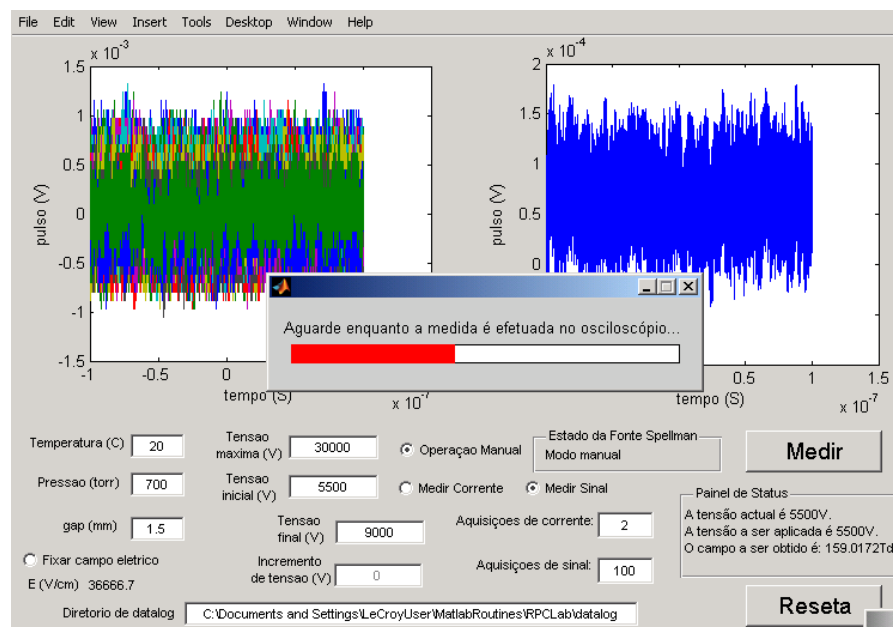 File Edit View Insert Tools Desktop Window Help
x 10^-3
1.5
1
0.5
0
-0.5
-1
-1.5
pulso (V)
-1 -0.5 0
tempo (S)
x 10^-7
x 10^-4
2
1.5
1
0.5
0
pulso (V)
0.5 1 1.5
tempo (S)
x 10^-7
Aguarde enquanto a medida é efetuada no osciloscópio...
Temperatura (C) 20
Pressao (torr) 700
gap (mm) 1.5
Fixar campo eletrico
E (V/cm) 36666.7
Tensao
maxima (V) 30000
Tensao
inicial (V) 5500
Tensao
final (V) 9000
Incremento
de tensao (V) 0
Operaçao Manual
Medir Corrente Medir Sinal
Estado da Fonte Spellman
Modo manual
Aquisiçoes de corrente: 2
Aquisiçoes de sinal: 100
Medir
Painel de Status
A tensão actual é 5500V.
A tensão a ser aplicada é 5500V.
O campo a ser obtido é: 159.0172Td
Diretorio de datalog C:\Documents and Settings\LeCroyUser\MatlabRoutines\RPCLab\datalog
Reseta